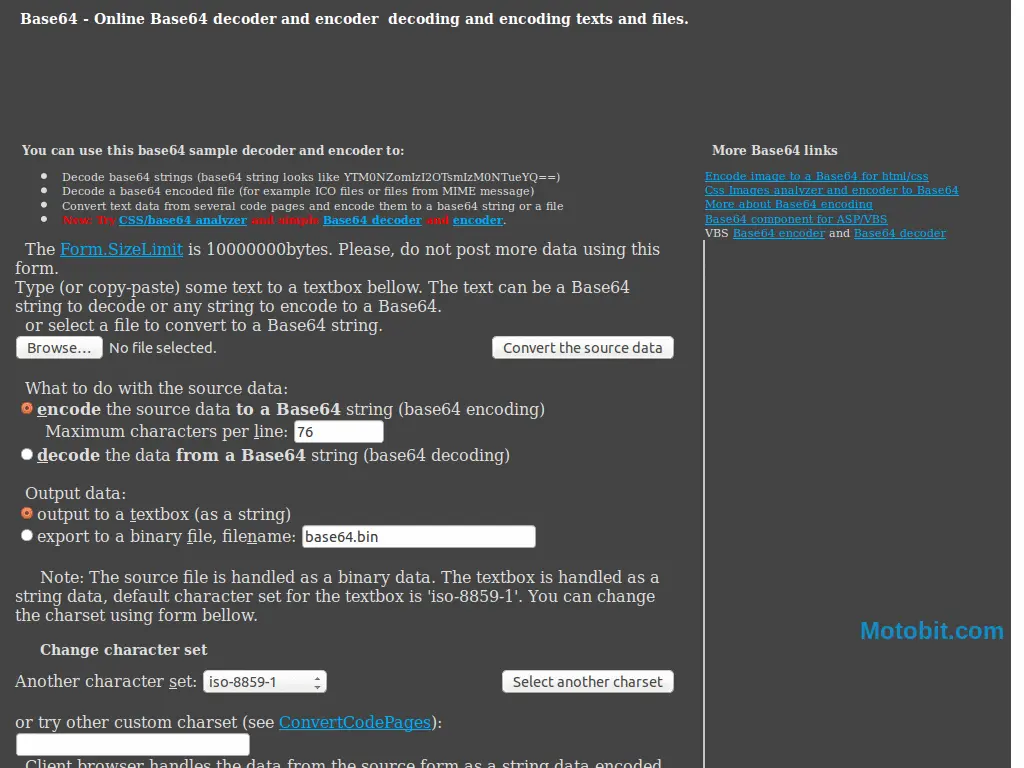 Base64 - Online Base64 decoder and encoder decoding and encoding texts and files.
You can use this base64 sample decoder and encoder to:
Decode base64 strings (base64 string looks like YTM0NZomIzI2OTsmIzM0NTueYQ==)
Decode a base64 encoded file (for example ICO files or files from MIME message)
Convert text data from several code pages and encode them to a base64 string or a file
New: Try CSS/base64 analyzer and simple Base64 decoder and encoder.
The Form.SizeLimit is 10000000bytes. Please, do not post more data using this
form.
Type (or copy-paste) some text to a textbox bellow. The text can be a Base64
string to decode or any string to encode to a Base64.
or select a file to convert to a Base64 string.
Browse... No file selected. Convert the source data
What to do with the source data:
encode the source data to a Base64 string (base64 encoding)
Maximum characters per line: 76
decode the data from a Base64 string (base64 decoding)
Output data:
output to a textbox (as a string)
export to a binary file, filename: base64.bin
Note: The source file is handled as a binary data. The textbox is handled as a
string data, default character set for the textbox is 'iso-8859-1'. You can change
the charset using form bellow.
Change character set
Another character set: iso-8859-1 Select another charset
or try other custom charset (see ConvertCodePages):
Client browser handles the data from the source form as a string data encoded
More Base64 links
Encode image to a Base64 for html/css
Css Images analyzer and encoder to Base64
More about Base64 encoding
Base64 component for ASP/VBS
VBS Base64 encoder and Base64 decoder
Motobit.com